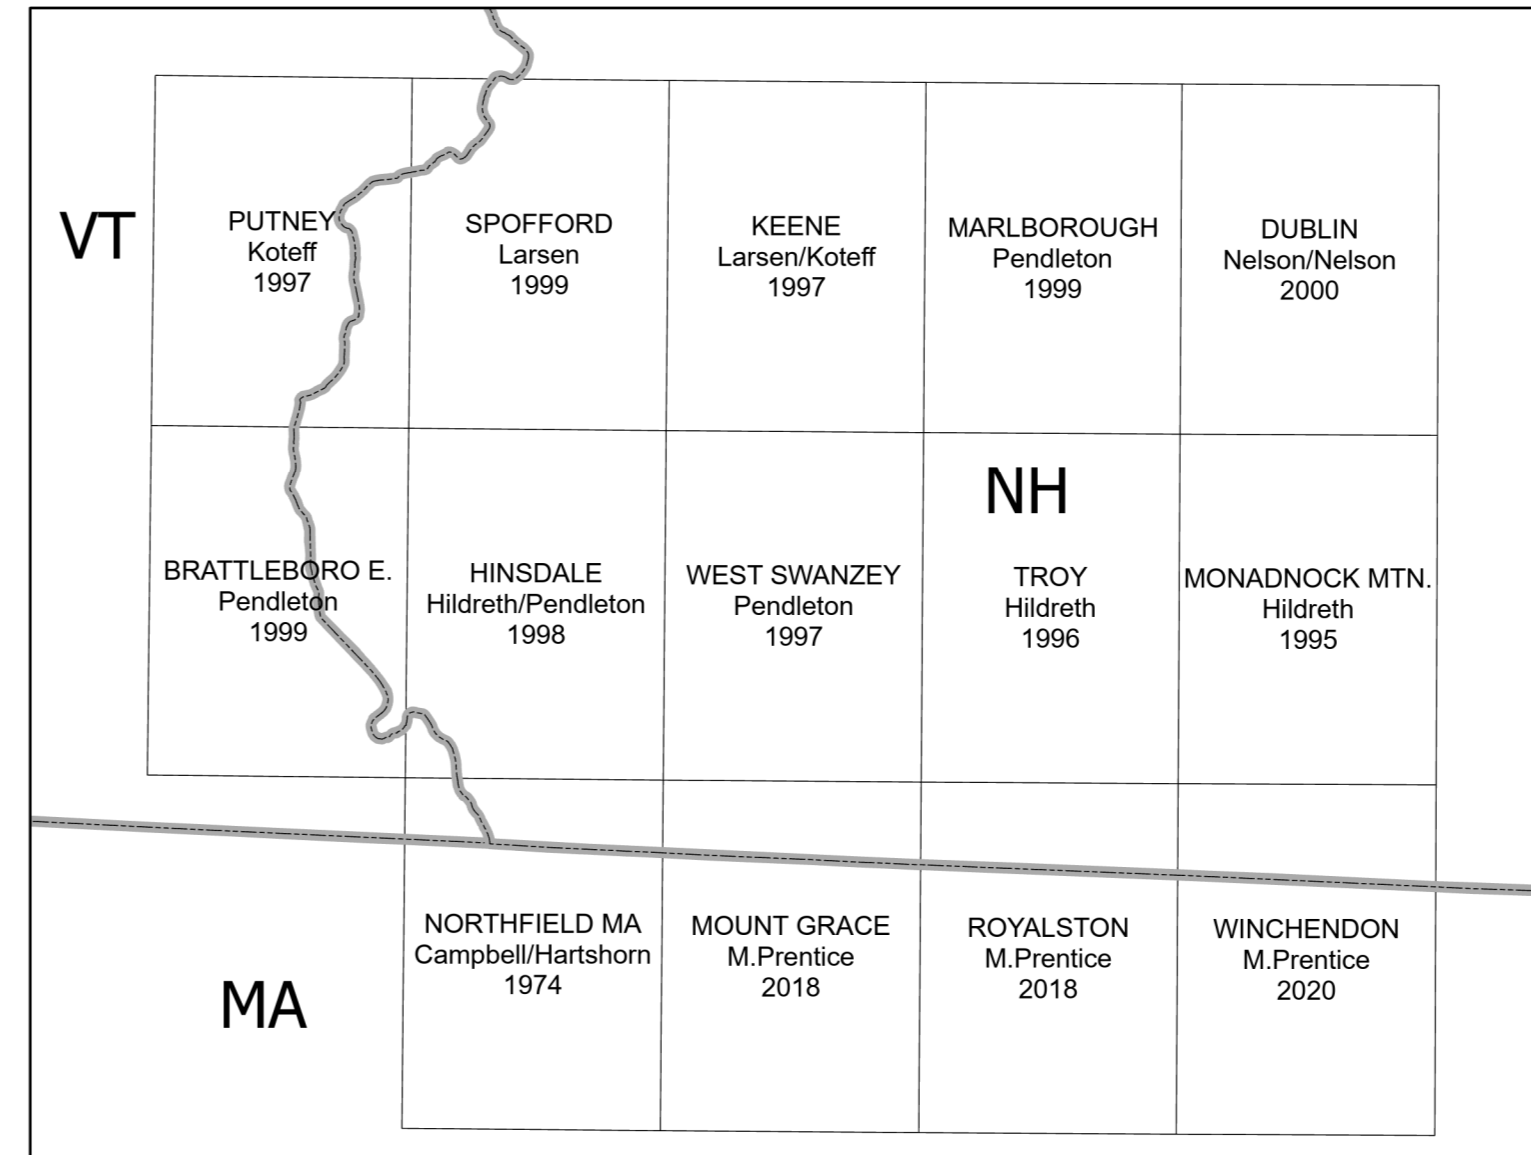 VT
PUTNEY
Koteff
1997
SPOFFORD
Larsen
1999
KEENE
Larsen/Koteff
1997
MARLBOROUGH
Pendleton
1999
DUBLIN
Nelson/Nelson
2000
NH
BRATTLEBORO E.
Pendleton
1999
HINSDALE
Hildreth/Pendleton
1998
WEST SWANZEY
Pendleton
1997
TROY
Hildreth
1996
MONADNOCK MTN.
Hildreth
1995
MA
NORTHFIELD MA
Campbell/Hartshorn
1974
MOUNT GRACE
M.Prentice
2018
ROYALSTON
M.Prentice
2018
WINCHENDON
M.Prentice
2020